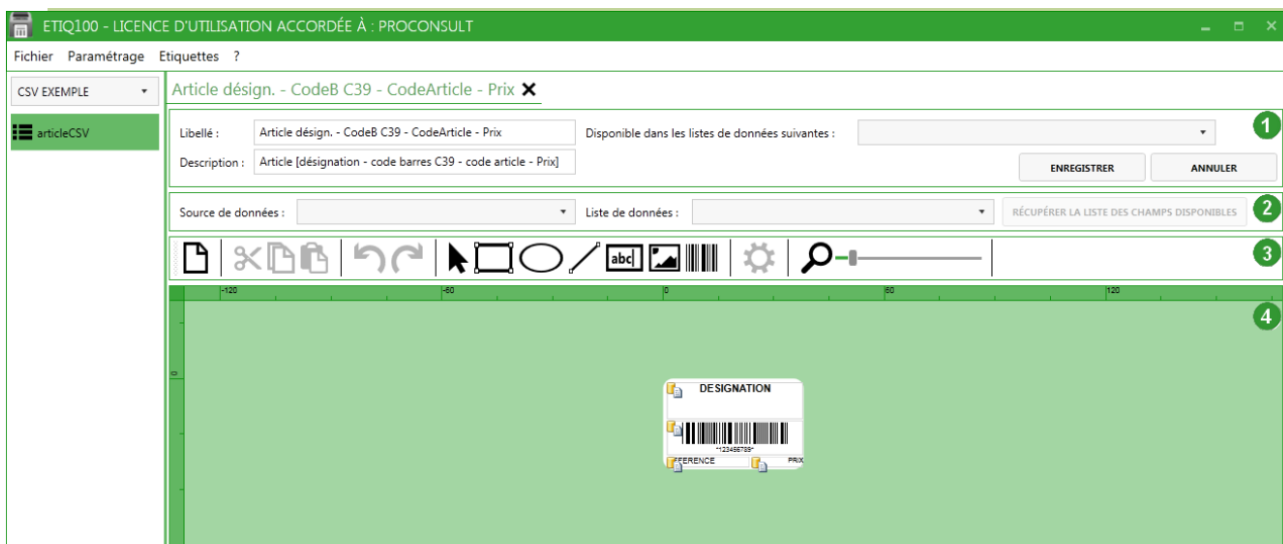 ETIQ100 - LICENCE D'UTILISATION ACCORDÉE À : PROCONSULT
Fichier Paramétrage Etiquettes ?
CSV EXEMPLE
articleCSV
Article désign. - CodeB C39 - CodeArticle - Prix
Libellé : Article désign. - CodeB C39 - CodeArticle - Prix Disponible dans les listes de données suivantes : 1
Description : Article [désignation - code barres C39 - code article - Prix]
ENREGISTRER ANNULER
Source de données : Liste de données : RÉCUPÉRER LA LISTE DES CHAMPS DISPONIBLES 2
abc 3
-120 -60 0 60 120
4
0
DESIGNATION
*123456789*
FERENCE PRIX